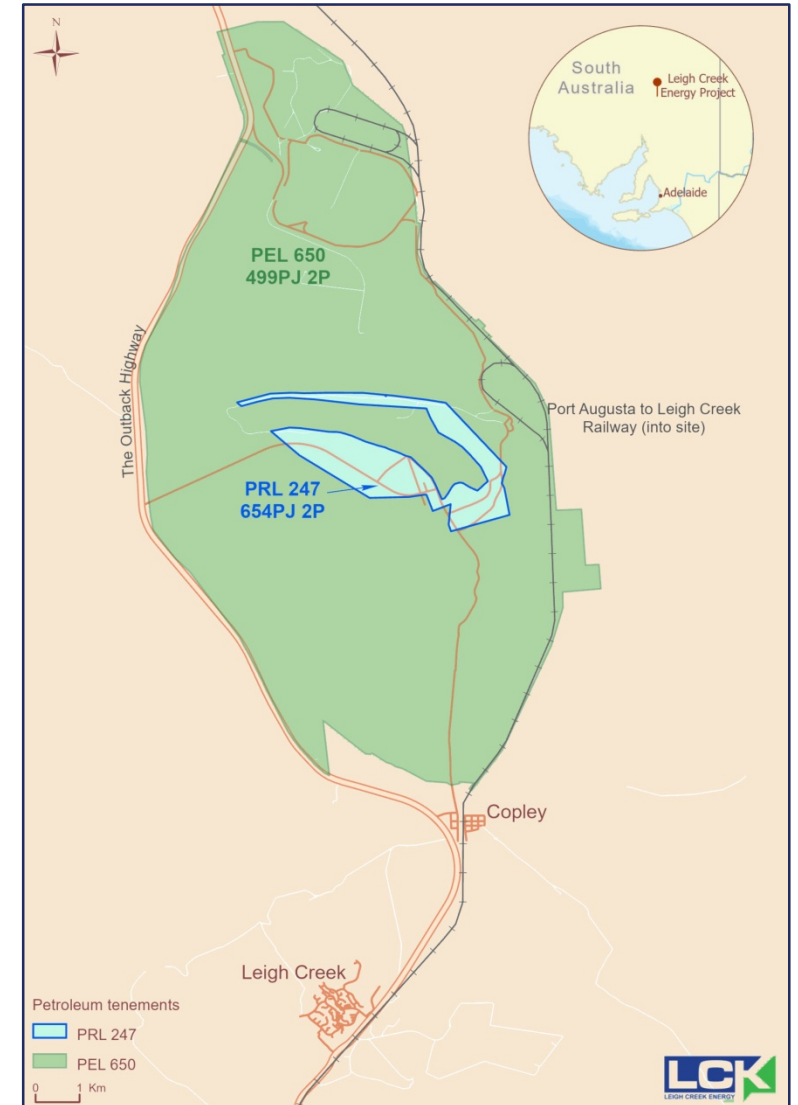 N
South
Australia
Leigh Creek
Energy Project
Adelaide
PEL 650
499PJ 2P
The Outback Highway
Port Augusta to Leigh Creek
Railway (into site)
PRL 247
654PJ 2P
Copley
Leigh Creek
Petroleum tenements
PRL 247
PEL 650
0 1 Km
LCK
LEIGH CREEK ENERGY